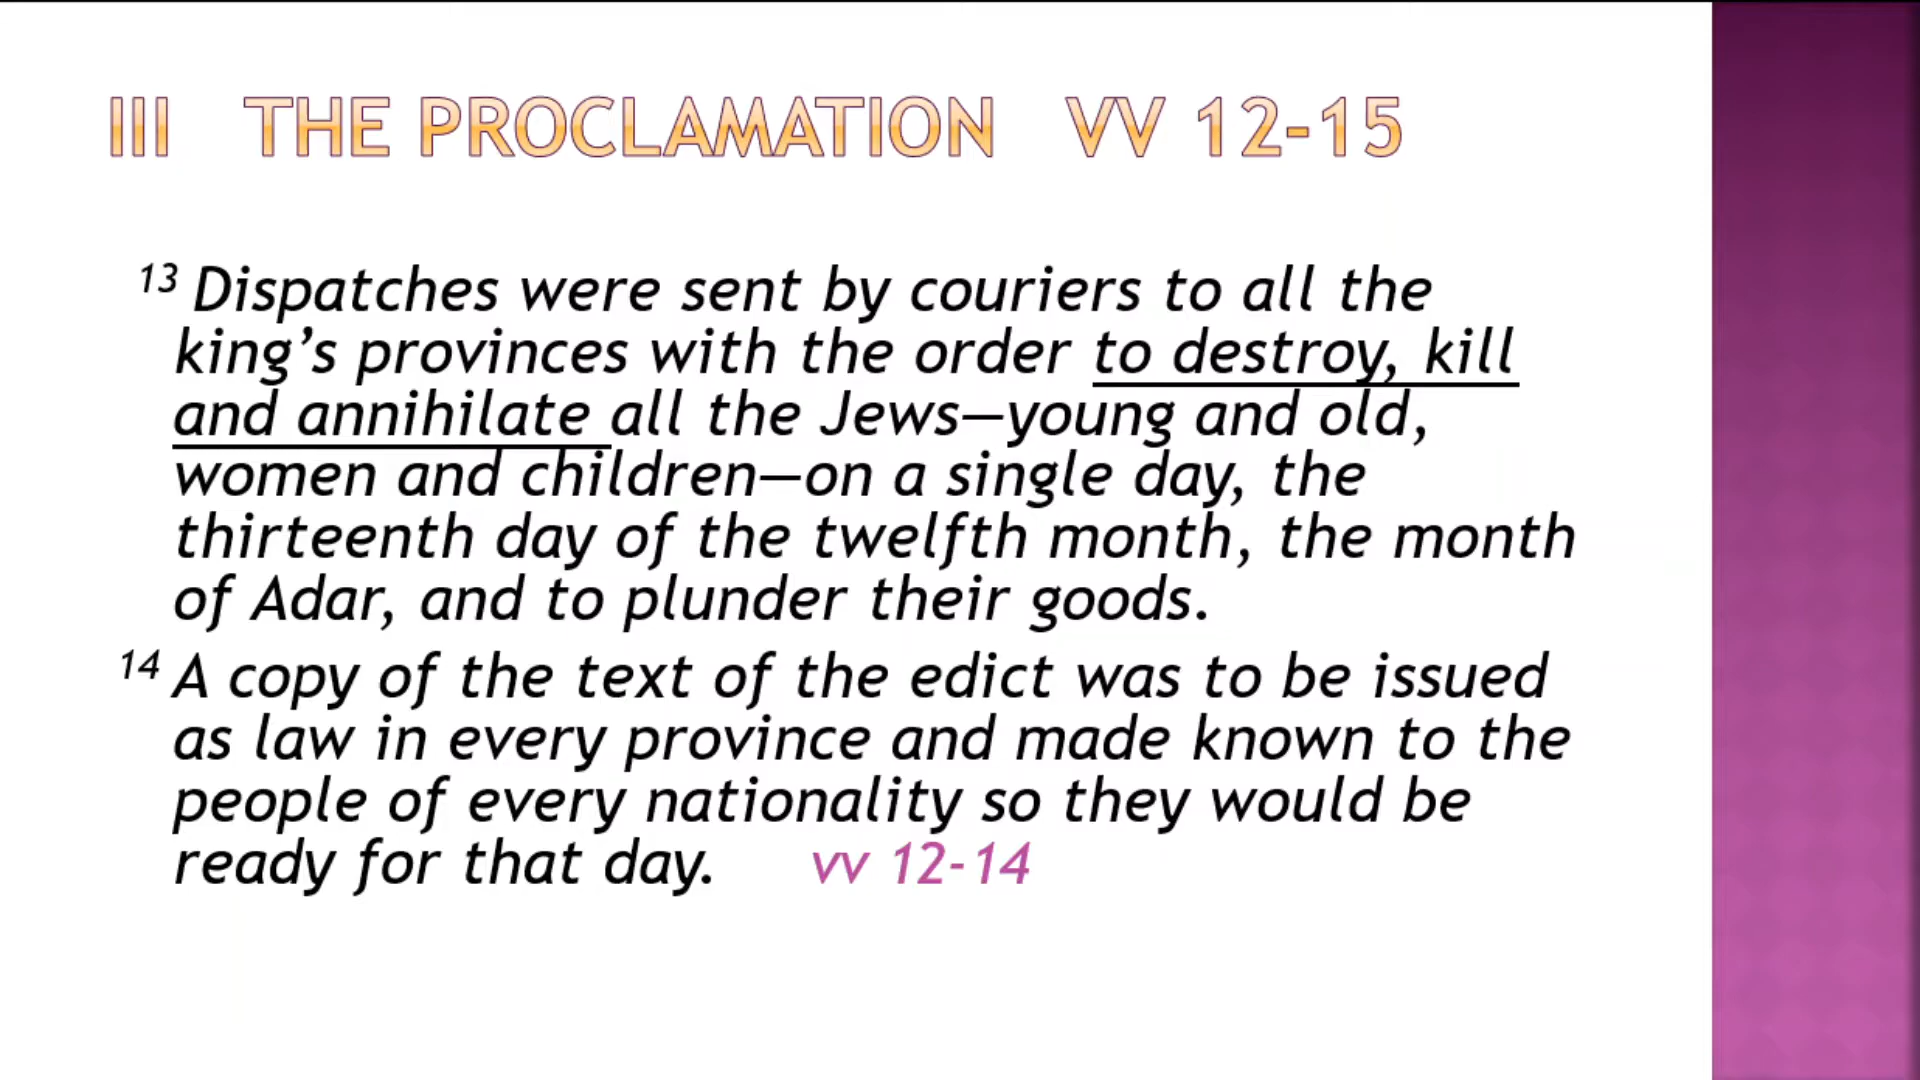 III THE PROCLAMATION VV 12-15
13 Dispatches were sent by couriers to all the
king’s provinces with the order to destroy, kill
and annihilate all the Jews—young and old,
women and children—on a single day, the
thirteenth day of the twelfth month, the month
of Adar, and to plunder their goods.
14 A copy of the text of the edict was to be issued
as law in every province and made known to the
people of every nationality so they would be
ready for that day. vv 12-14